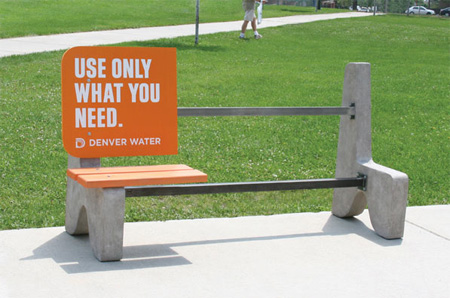 USE ONLY
WHAT YOU
NEED.
DENVER WATER